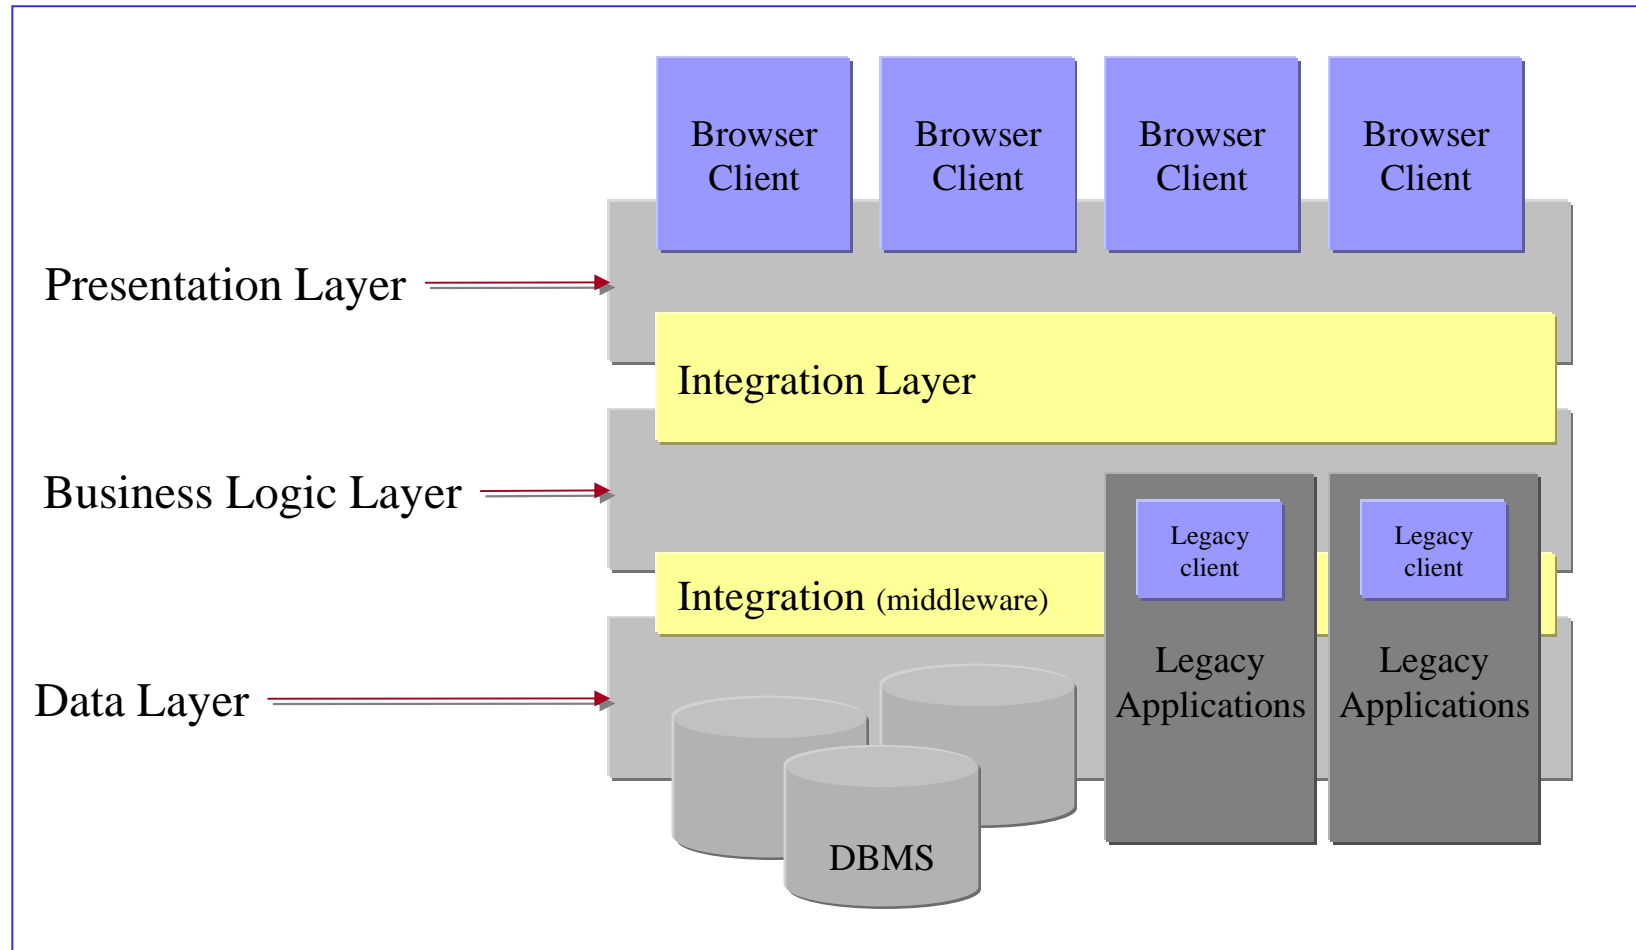 Browser
Client
Browser
Client
Browser
Client
Browser
Client
Presentation Layer
Integration Layer
Business Logic Layer
Legacy
client
Legacy
client
Integration (middleware)
Legacy
Applications
Legacy
Applications
Data Layer
DBMS